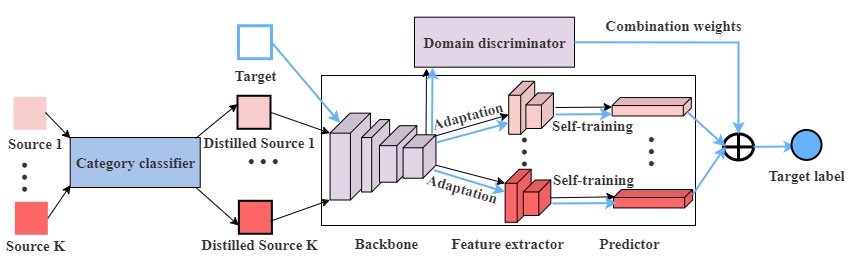 Combination weights
Domain discriminator
Target
Adaptation
Source 1
Category classifier
Distilled Source 1
Self-training
Target label
Adaptation
Self-training
Source K
Distilled Source K
Backbone
Feature extractor
Predictor